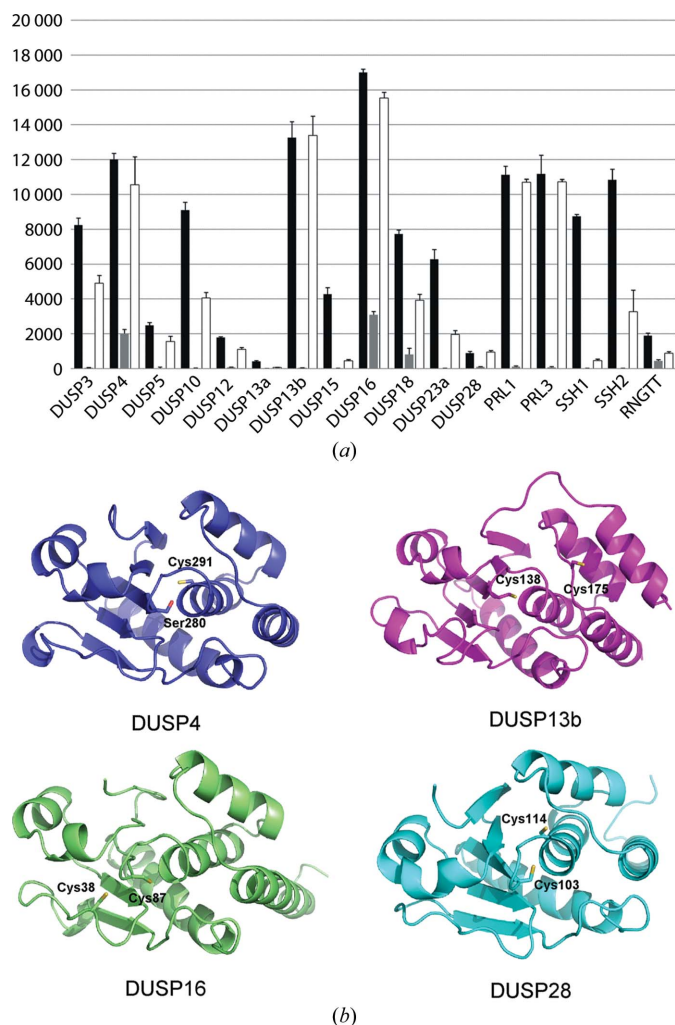 20 000
18 000
16 000
14 000
12 000
10 000
8000
6000
4000
2000
0
DUSP3 DUSP4 DUSP5 DUSP10 DUSP12 DUSP13a DUSP13b DUSP15 DUSP16 DUSP18 DUSP23a DUSP28 PRL1 PRL3 SSH1 SSH2 RNGTT
(a)
Cys291
Ser280
DUSP4
Cys138
Cys175
DUSP13b
Cys38
Cys87
DUSP16
Cys114
Cys103
DUSP28
(b)